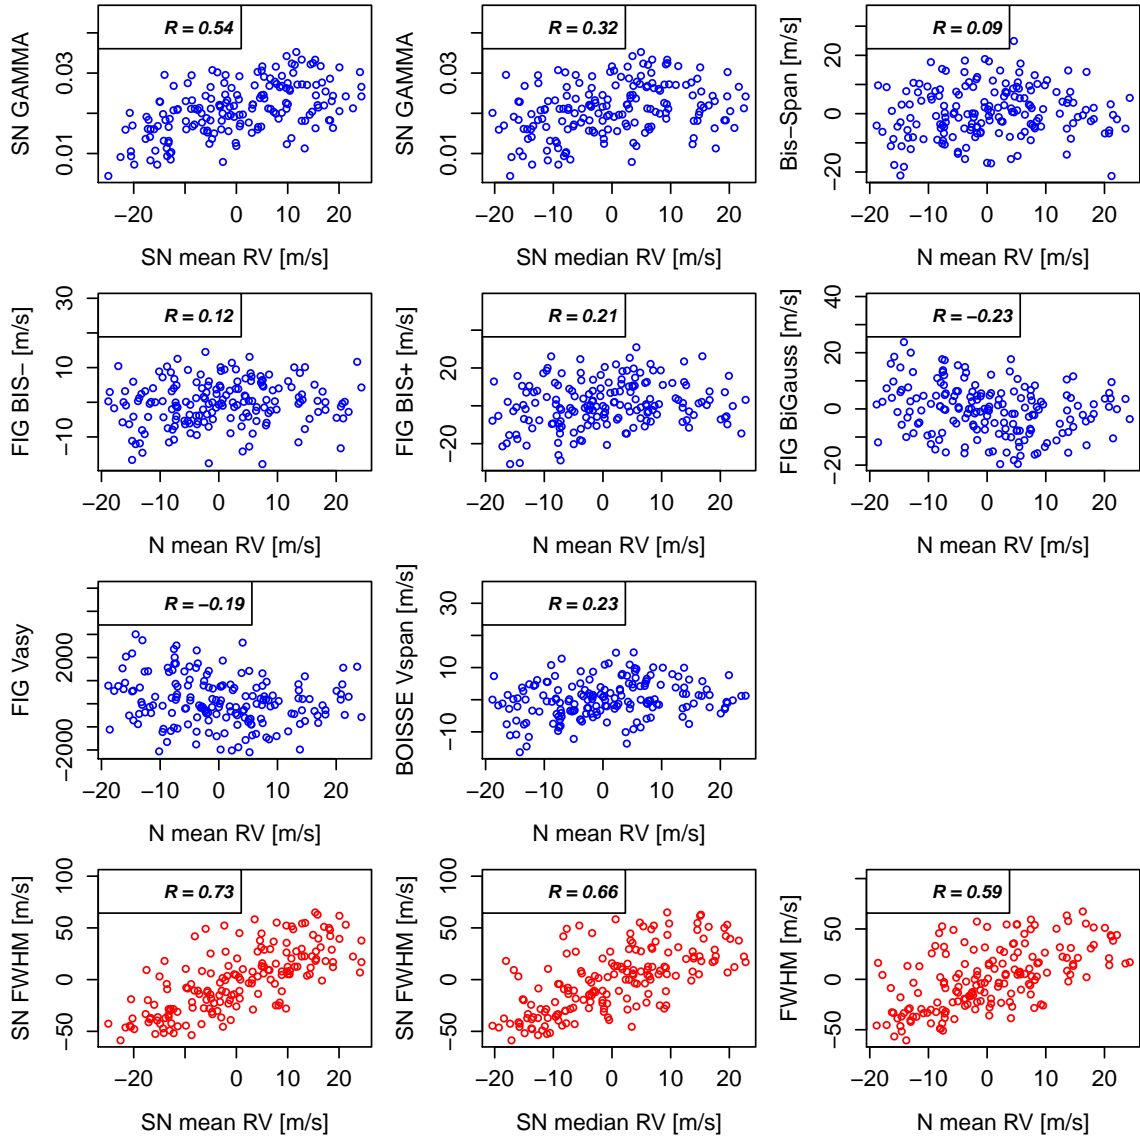 R = 0.54
SN GAMMA
0.01 0.03
−20 0 10 20
SN mean RV [m/s]
R = 0.32
SN GAMMA
0.01 0.03
−20 −10 0 10 20
SN median RV [m/s]
R = 0.09
Bis−Span [m/s]
−20 0 20
−20 −10 0 10 20
N mean RV [m/s]
R = 0.12
FIG BIS− [m/s]
−10 10 30
−20 −10 0 10 20
N mean RV [m/s]
R = 0.21
FIG BIS+ [m/s]
−20 0 20
−20 −10 0 10 20
N mean RV [m/s]
R = −0.23
FIG BiGauss [m/s]
−20 0 20 40
−20 −10 0 10 20
N mean RV [m/s]
R = −0.19
FIG Vasy
−2000 2000
−20 −10 0 10 20
N mean RV [m/s]
R = 0.23
BOISSE Vspan [m/s]
−10 10 30
−20 −10 0 10 20
N mean RV [m/s]
R = 0.73
SN FWHM [m/s]
−50 0 50 100
−20 0 10 20
SN mean RV [m/s]
R = 0.66
SN FWHM [m/s]
−50 0 50 100
−20 −10 0 10 20
SN median RV [m/s]
R = 0.59
FWHM [m/s]
−50 0 50
−20 −10 0 10 20
N mean RV [m/s]